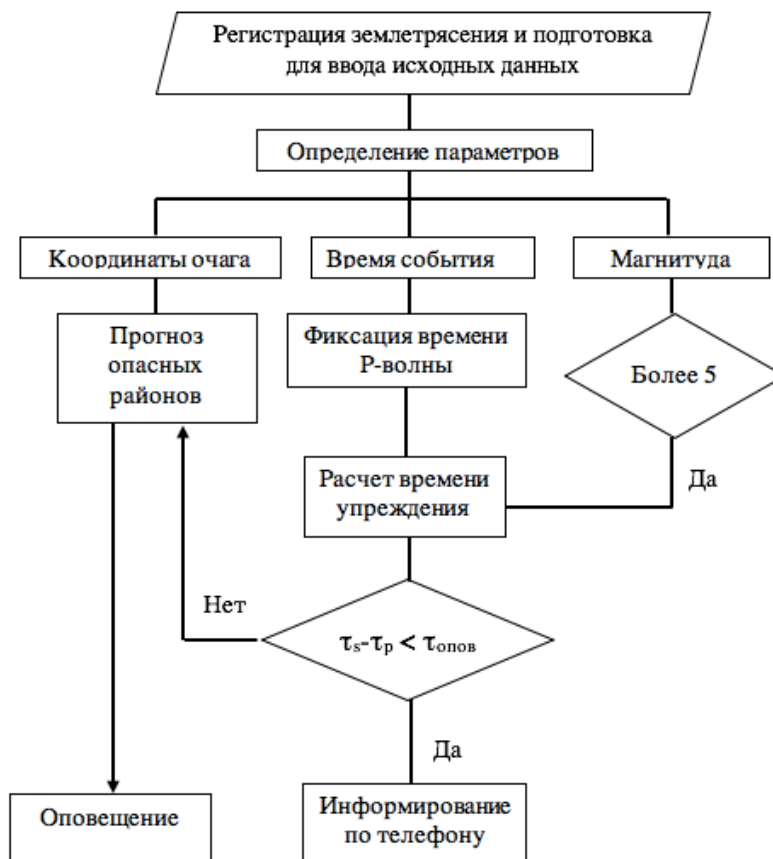 Регистрация землетрясения и подготовка
для ввода исходных данных
Определение параметров
Координаты очага
Время события
Магнитуда
Прогноз
опасных
районов
Фиксация времени
Р-волны
Более 5
Расчет времени
упреждения
Да
Нет
τs-τp < τопов
Да
Оповещение
Информирование
по телефону